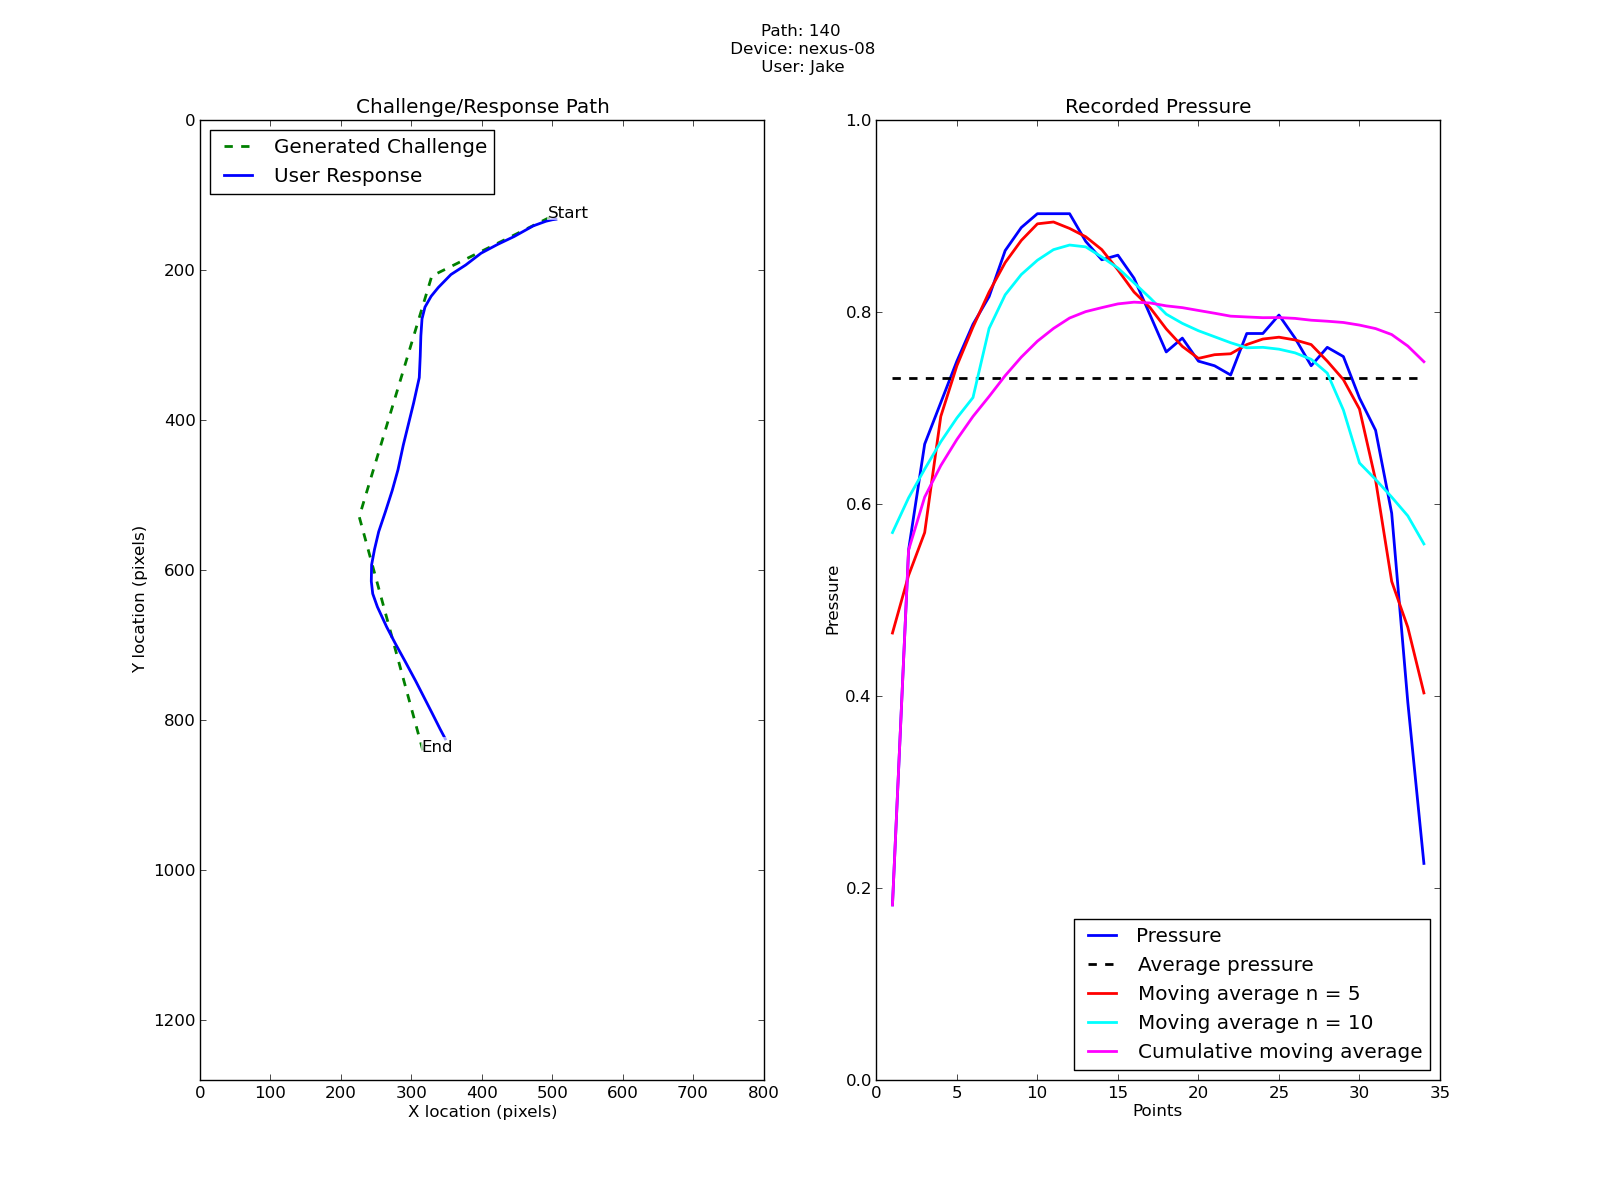 Path: 140
Device: nexus-08
User: Jake
Challenge/Response Path
0
200
400
600
800
1000
1200
Y location (pixels)
Generated Challenge
User Response
Start
End
0 100 200 300 400 500 600 700 800
X location (pixels)
Recorded Pressure
1.0
0.8
0.6
0.4
0.2
0.0
Pressure
Pressure
Average pressure
Moving average n = 5
Moving average n = 10
Cumulative moving average
0 5 10 15 20 25 30 35
Points